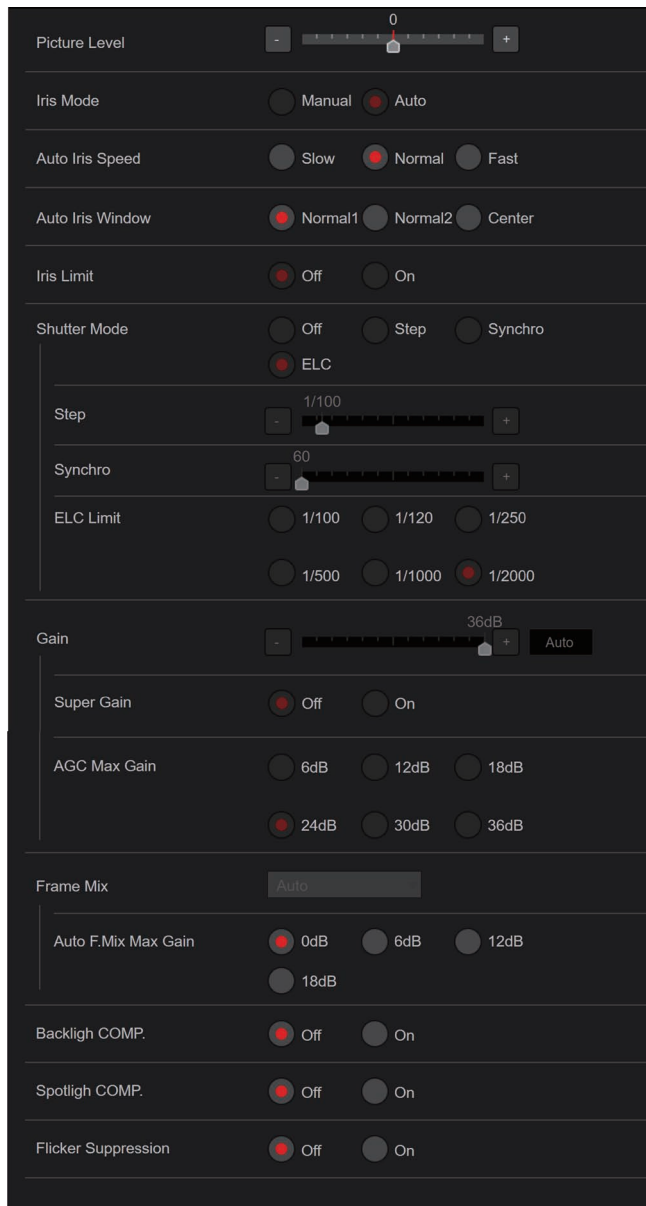 0
Picture Level - +
Iris Mode Manual Auto
Auto Iris Speed Slow Normal Fast
Auto Iris Window Normal1 Normal2 Center
Iris Limit Off On
Shutter Mode Off Step Synchro
ELC
1/100
Step - +
60
Synchro - +
ELC Limit 1/100 1/120 1/250
1/500 1/1000 1/2000
36dB
Gain - + Auto
Super Gain Off On
AGC Max Gain 6dB 12dB 18dB
24dB 30dB 36dB
Frame Mix Auto
Auto F.Mix Max Gain 0dB 6dB 12dB
18dB
Backligh COMP. Off On
Spotligh COMP. Off On
Flicker Suppression Off On